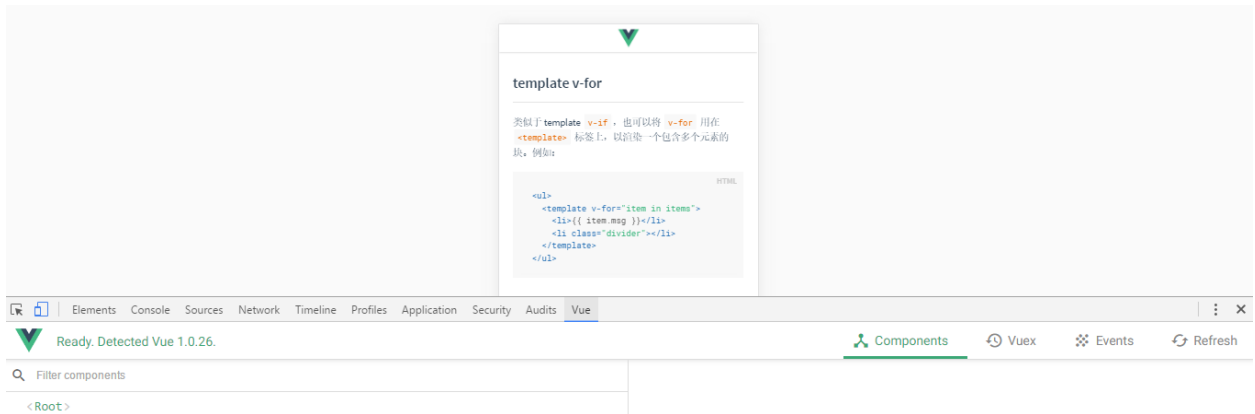 template v-for
类似于 template v-if ，也可以将 v-for 用在
<template> 标签上，以渲染一个包含多个元素的
块。例如：
HTML
<ul>
<template v-for="item in items">
<li>{{ item.msg }}</li>
<li class="divider"></li>
</template>
</ul>
Elements Console Sources Network Timeline Profiles Application Security Audits Vue
Ready. Detected Vue 1.0.26. Components Vuex Events Refresh
Filter components
<Root>